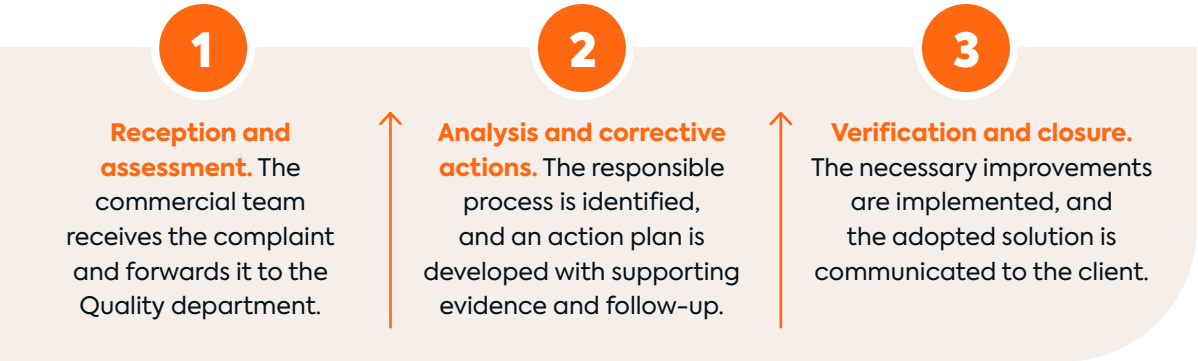 1
Reception and
assessment. The
commercial team
receives the complaint
and forwards it to the
Quality department.
2
Analysis and corrective
actions. The responsible
process is identified,
and an action plan is
developed with supporting
evidence and follow-up.
3
Verification and closure.
The necessary improvements
are implemented, and
the adopted solution is
communicated to the client.